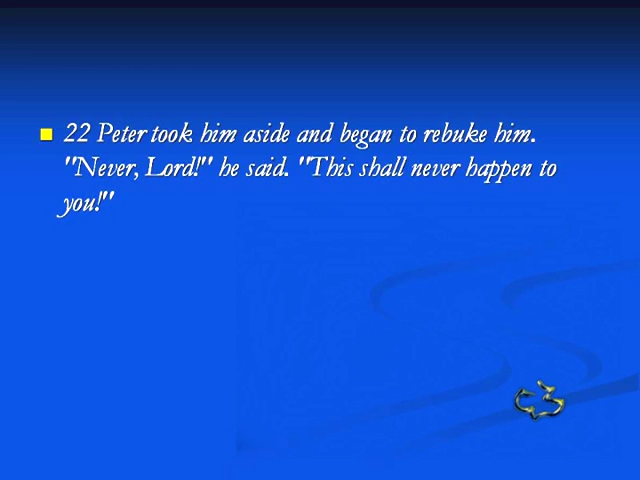 22 Peter took him aside and began to rebuke him.
"Never, Lord!" he said. "This shall never happen to
you!"